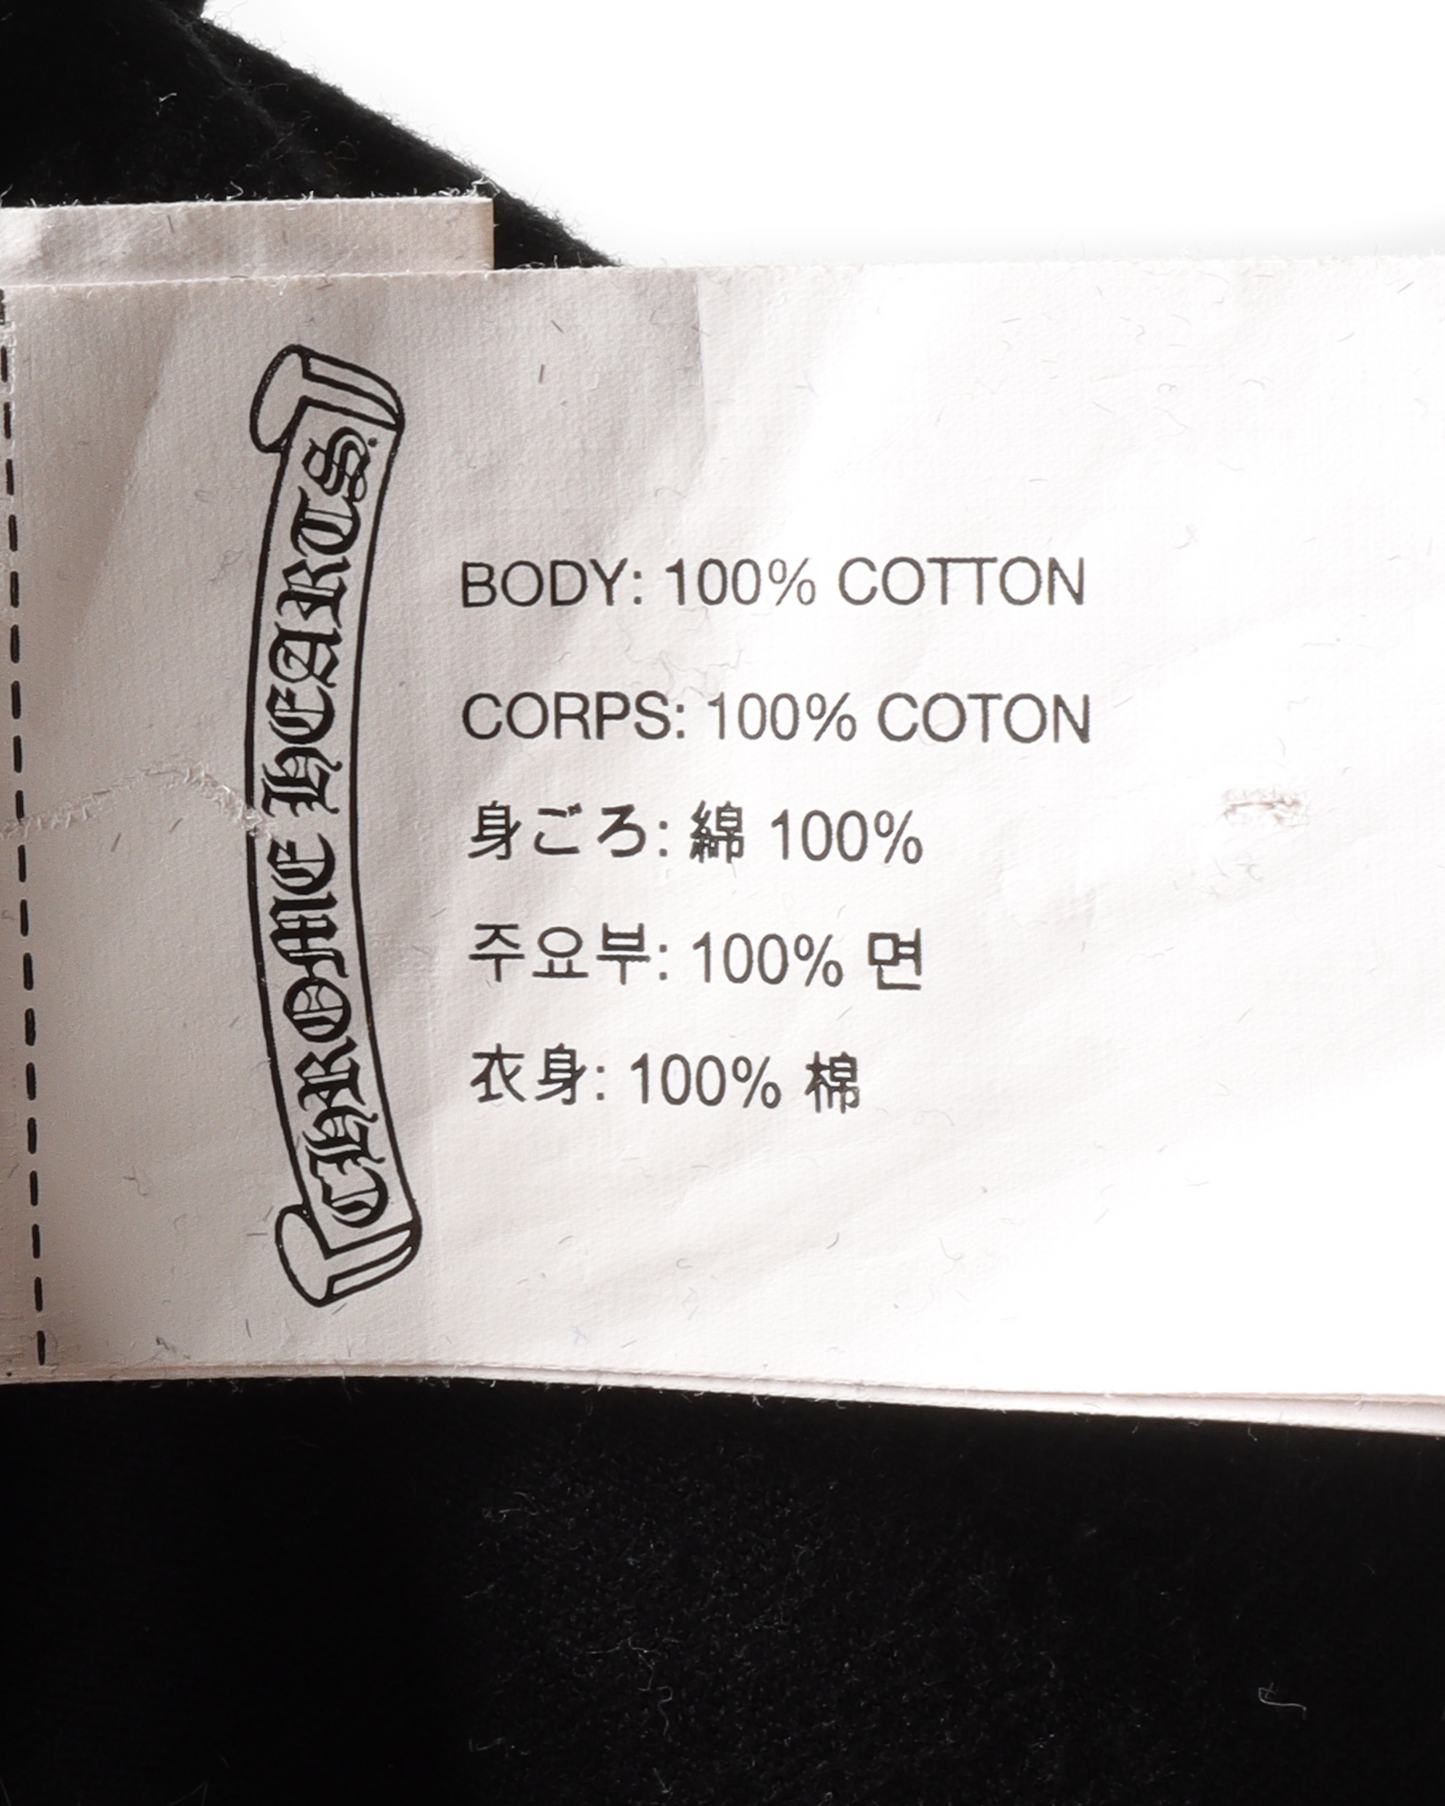 CHROME HEARTS®
BODY: 100% COTTON
CORPS: 100% COTON
身ごろ: 綿 100%
주요부: 100% 면
衣身: 100% 棉